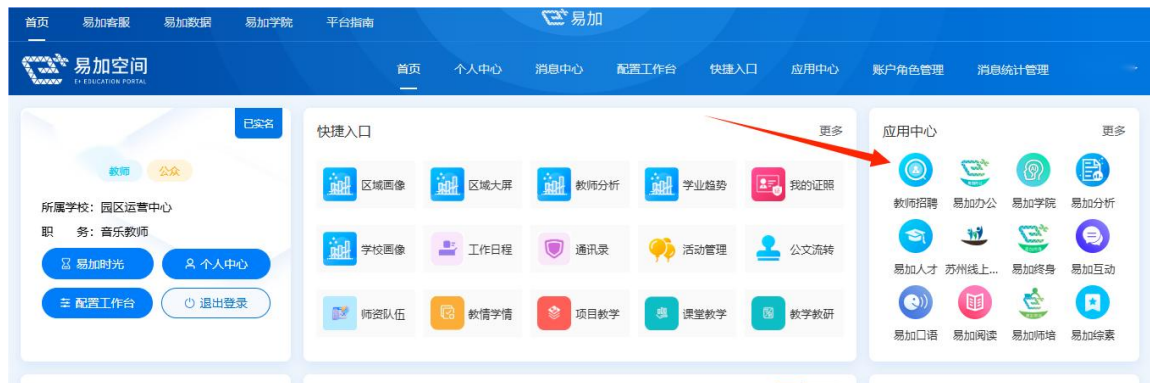 首页 易加客服 易加数据 易加学院 平台指南 易加
易加空间 首页 个人中心 消息中心 配置工作台 快捷入口 应用中心 账户角色管理 消息统计管理
E+ EDUCATION PORTAL
已实名
教师 公众
所属学校：园区运营中心
职 务：音乐教师
易加时光 个人中心
配置工作台 退出登录
快捷入口 更多
区域画像 区域大屏 教师分析 学业趋势 我的证照
学校画像 工作日程 通讯录 活动管理 公文流转
师资队伍 教情学情 项目教学 课堂教学 教学教研
应用中心 更多
教师招聘 易加办公 易加学院 易加分析
易加人才 苏州线上... 易加终身 易加互动
易加口语 易加阅读 易加师培 易加综素